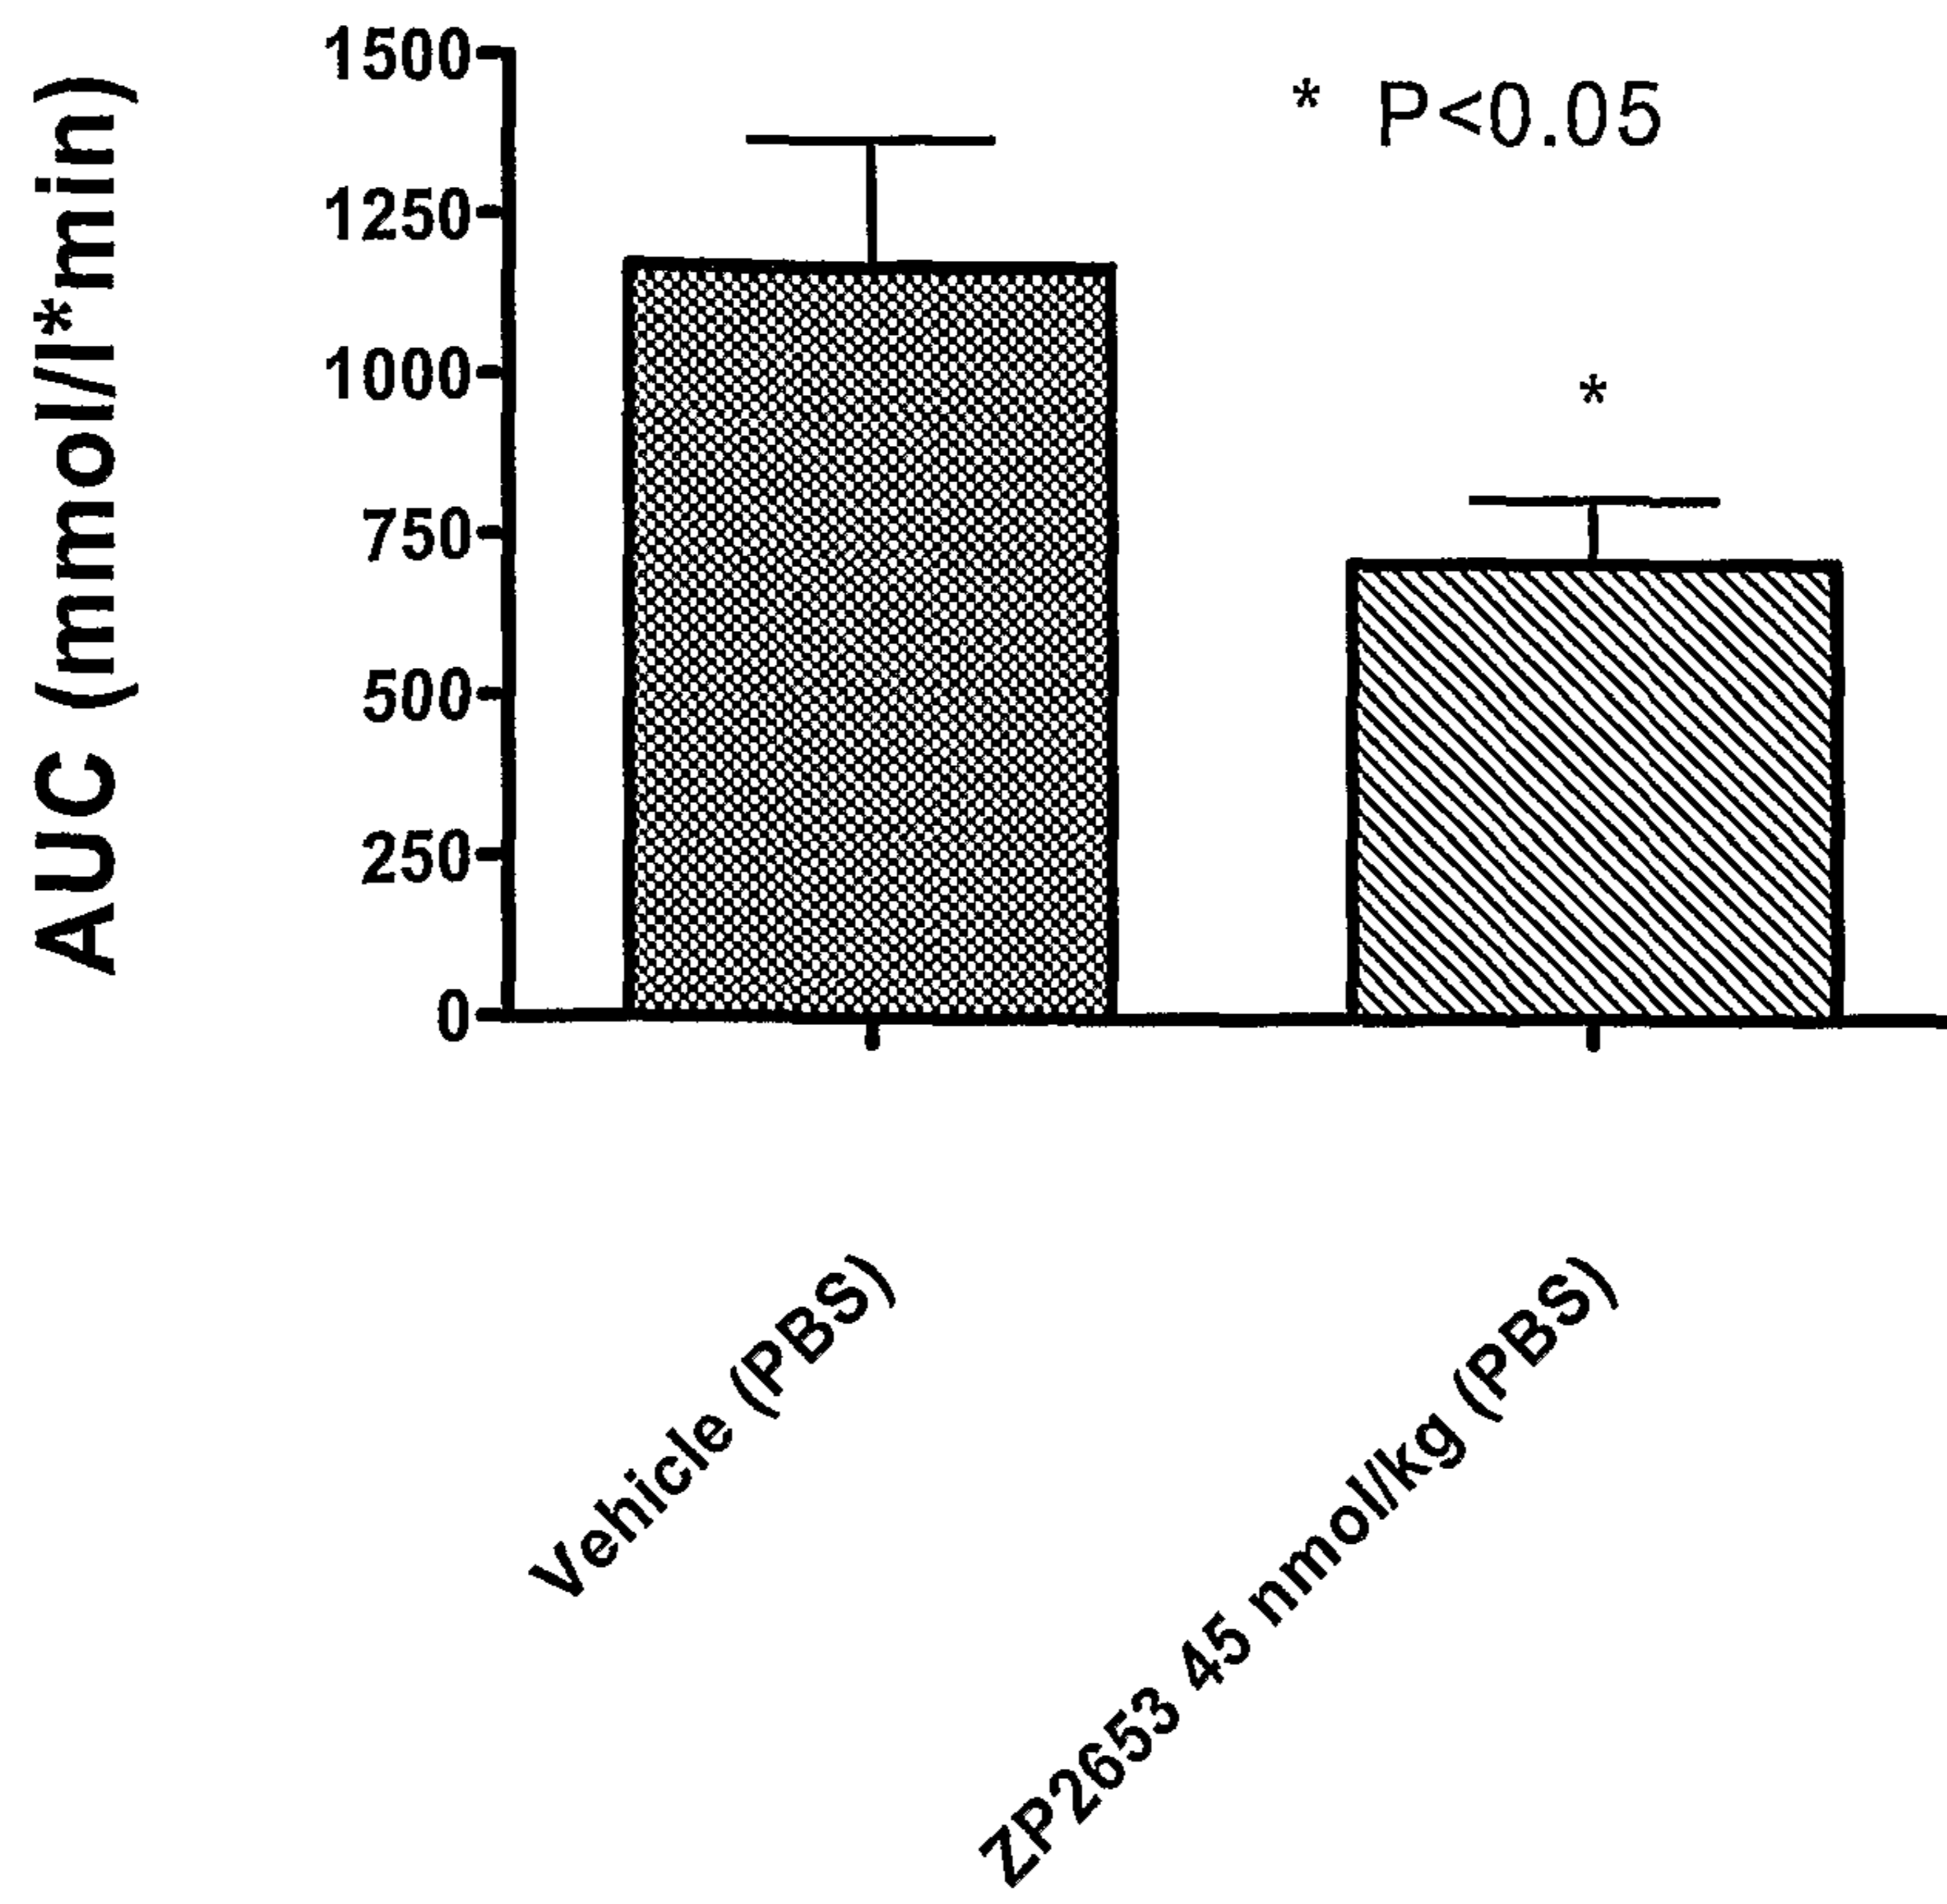 AUC (mmol/l*min)
1500
1250
1000
750
500
250
0
* P<0.05
*
Vehicle (PBS)
ZP2653 45 nmol/kg (PBS)